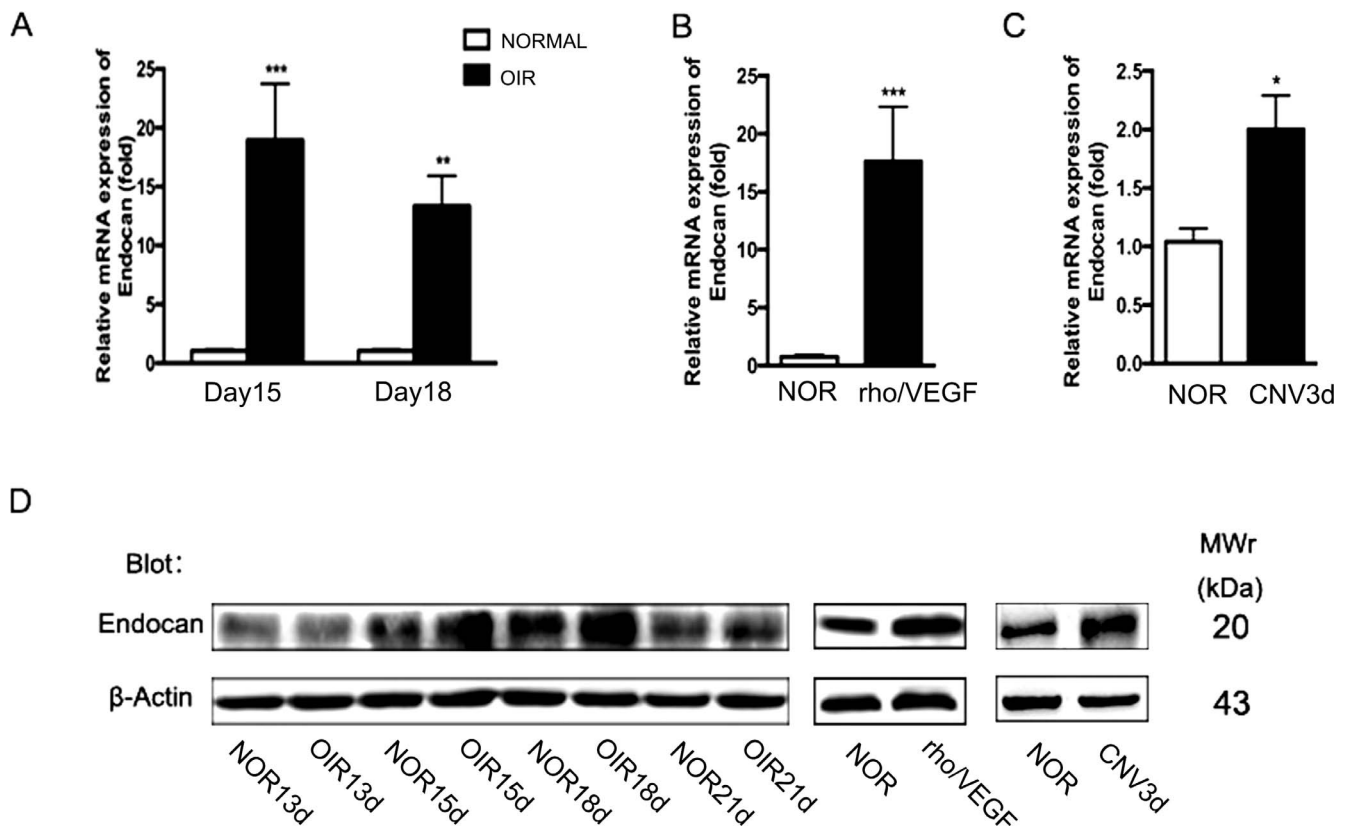 A
NORMAL
OIR
Relative mRNA expression of
Endocan (fold)
25
20
15
10
5
0
***
**
Day15
Day18
B
Relative mRNA expression of
Endocan (fold)
25
20
15
10
5
0
***
NOR
rho/VEGF
C
Relative mRNA expression of
Endocan (fold)
2.5
2.0
1.5
1.0
0.5
0.0
*
NOR
CNV3d
D
Blot:
MWr
(kDa)
Endocan
20
β-Actin
43
NOR13d
OIR13d
NOR15d
OIR15d
NOR18d
OIR18d
NOR21d
OIR21d
NOR
rho/VEGF
NOR
CNV3d